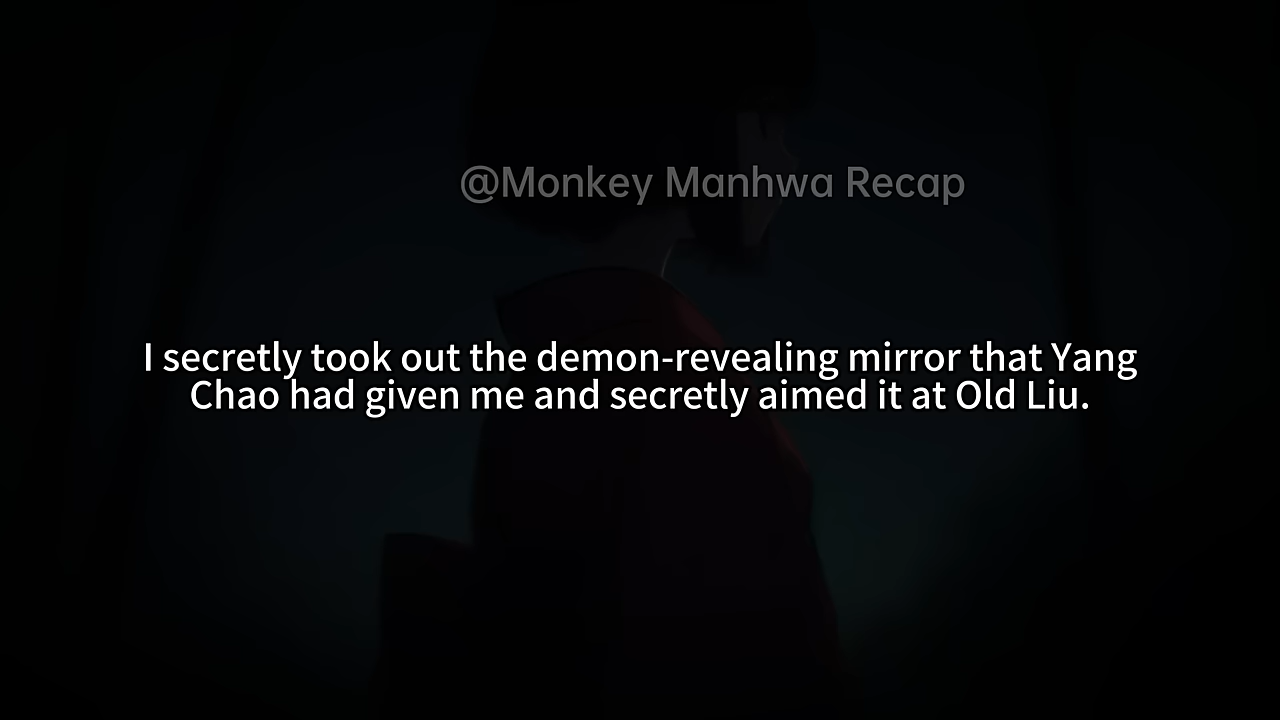 @Monkey Manhwa Recap
I secretly took out the demon-revealing mirror that Yang
Chao had given me and secretly aimed it at Old Liu.